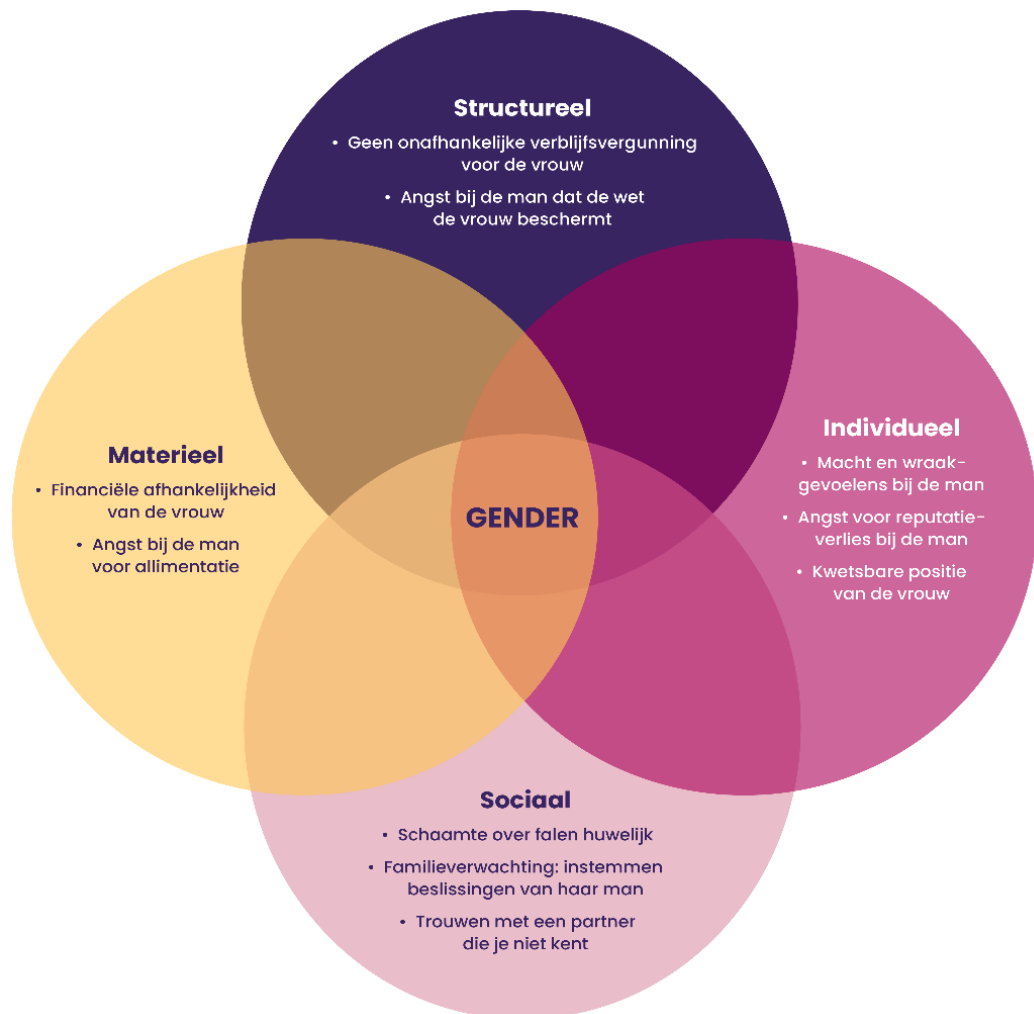 Structureel
• Geen onafhankelijke verblijfsvergunning
voor de vrouw
• Angst bij de man dat de wet
de vrouw beschermt
Materieel
• Financiële afhankelijkheid
van de vrouw
• Angst bij de man
voor allimentatie
GENDER
Individueel
• Macht en wraak-
gevoelens bij de man
• Angst voor reputatie-
verlies bij de man
• Kwetsbare positie
van de vrouw
Sociaal
• Schaamte over falen huwelijk
• Familieverwachting: instemmen
beslissingen van haar man
• Trouwen met een partner
die je niet kent